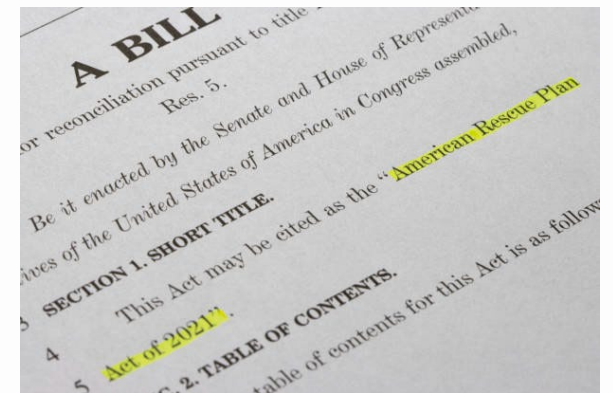 A BILL
or reconciliation pursuant to title
Res. 5.
Be it enacted by the Senate and House of Represent
ives of the United States of America in Congress assembled,
3 SECTION 1. SHORT TITLE.
4 This Act may be cited as the “American Rescue Plan
5 Act of 2021”.
. 2. TABLE OF CONTENTS.
table of contents for this Act is as follow